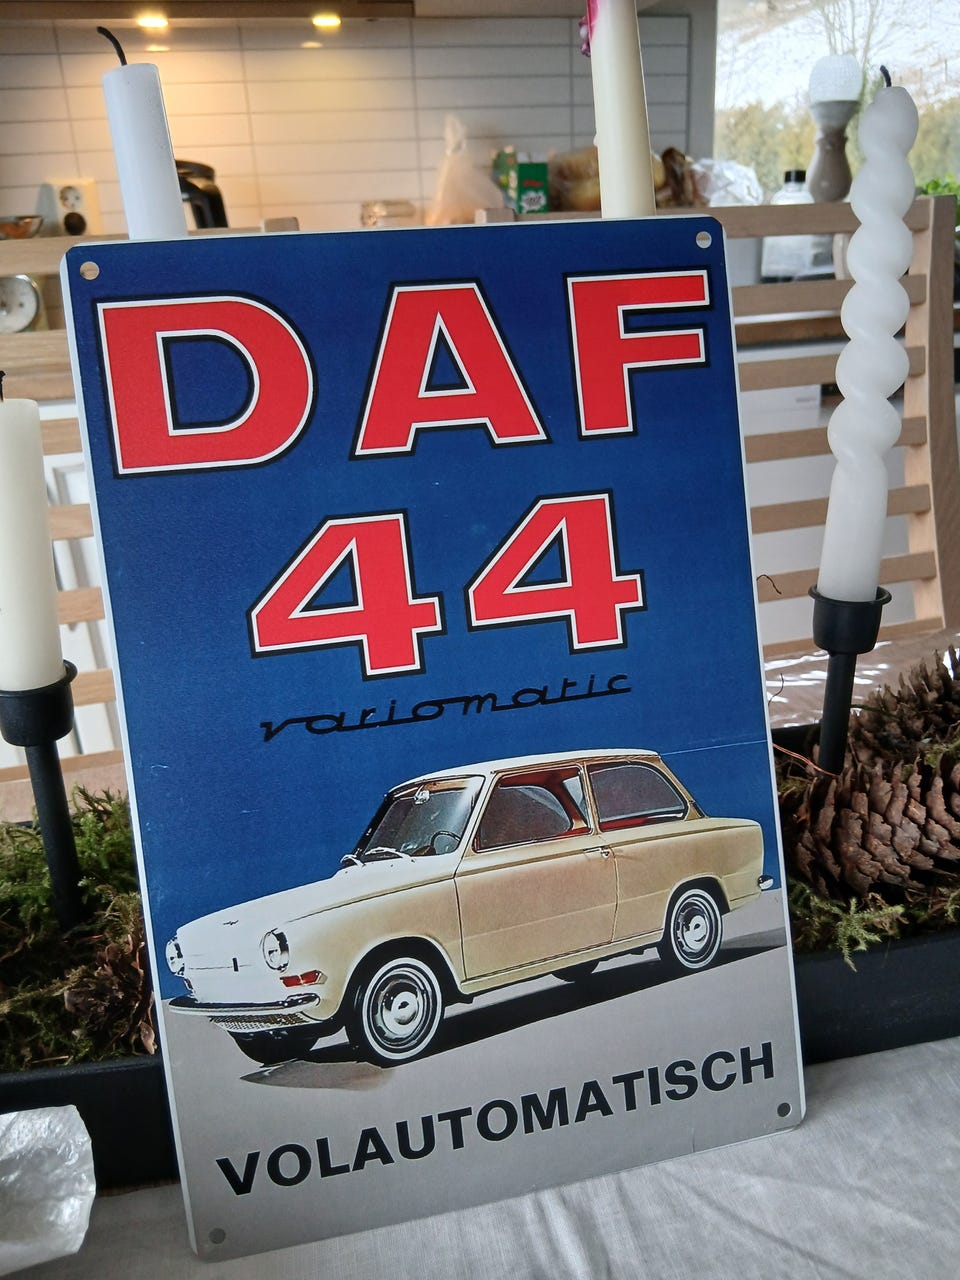 DAF
44
variomatic
VOLAUTOMATISCH